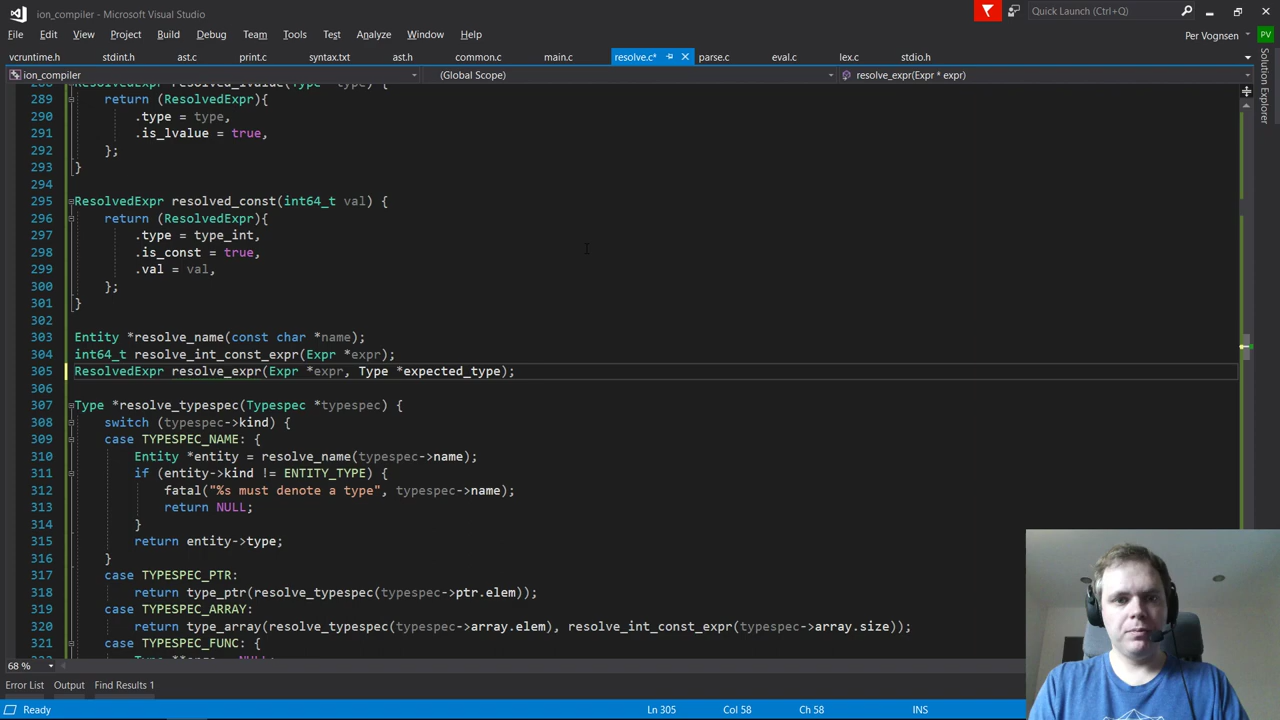 ion_compiler - Microsoft Visual Studio
Quick Launch (Ctrl+Q)
File Edit View Project Build Debug Team Tools Test Analyze Window Help
Per Vognsen PV
vcruntime.h stdint.h ast.c print.c syntax.txt ast.h common.c main.c resolve.c* parse.c eval.c lex.c stdio.h
Solution Explorer
ion_compiler (Global Scope) resolve_expr(Expr * expr)
288 ResolvedExpr resolved_lvalue(Type *type) {
289 return (ResolvedExpr){
290 .type = type,
291 .is_lvalue = true,
292 };
293 }
294
295 ResolvedExpr resolved_const(int64_t val) {
296 return (ResolvedExpr){
297 .type = type_int,
298 .is_const = true,
299 .val = val,
300 };
301 }
302
303 Entity *resolve_name(const char *name);
304 int64_t resolve_int_const_expr(Expr *expr);
305 ResolvedExpr resolve_expr(Expr *expr, Type *expected_type);
306
307 Type *resolve_typespec(Typespec *typespec) {
308 switch (typespec->kind) {
309 case TYPESPEC_NAME: {
310 Entity *entity = resolve_name(typespec->name);
311 if (entity->kind != ENTITY_TYPE) {
312 fatal("%s must denote a type", typespec->name);
313 return NULL;
314 }
315 return entity->type;
316 }
317 case TYPESPEC_PTR:
318 return type_ptr(resolve_typespec(typespec->ptr.elem));
319 case TYPESPEC_ARRAY:
320 return type_array(resolve_typespec(typespec->array.elem), resolve_int_const_expr(typespec->array.size));
321 case TYPESPEC_FUNC: {
68 %
Error List Output Find Results 1
Ready Ln 305 Col 58 Ch 58 INS